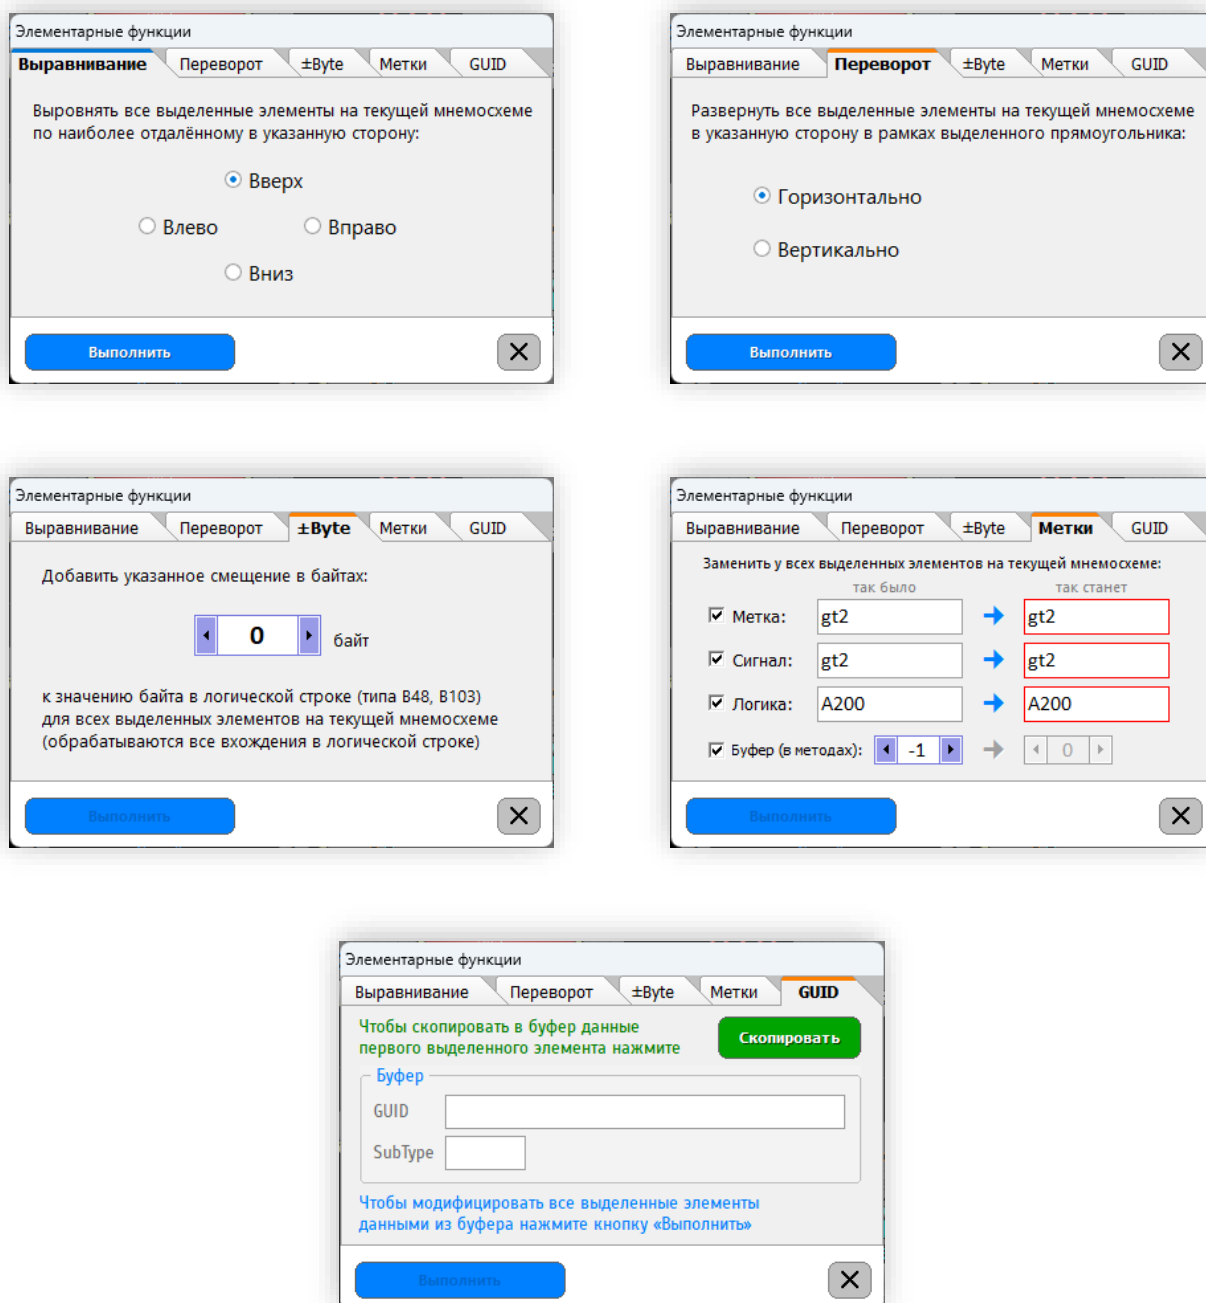 Элементарные функции
Выравнивание Переворот ±Byte Метки GUID
Выровнять все выделенные элементы на текущей мнемосхеме
по наиболее отдалённому в указанную сторону:
Вверх
Влево Вправо
Вниз
Выполнить
Элементарные функции
Выравнивание Переворот ±Byte Метки GUID
Развернуть все выделенные элементы на текущей мнемосхеме
в указанную сторону в рамках выделенного прямоугольника:
Горизонтально
Вертикально
Выполнить
Элементарные функции
Выравнивание Переворот ±Byte Метки GUID
Добавить указанное смещение в байтах:
0 байт
к значению байта в логической строке (типа B48, B103)
для всех выделенных элементов на текущей мнемосхеме
(обрабатываются все вхождения в логической строке)
Выполнить
Элементарные функции
Выравнивание Переворот ±Byte Метки GUID
Заменить у всех выделенных элементов на текущей мнемосхеме:
так было так станет
Метка: gt2 gt2
Сигнал: gt2 gt2
Логика: A200 A200
Буфер (в методах): -1 0
Выполнить
Элементарные функции
Выравнивание Переворот ±Byte Метки GUID
Чтобы скопировать в буфер данные
первого выделенного элемента нажмите
Скопировать
Буфер
GUID
SubType
Чтобы модифицировать все выделенные элементы
данными из буфера нажмите кнопку «Выполнить»
Выполнить